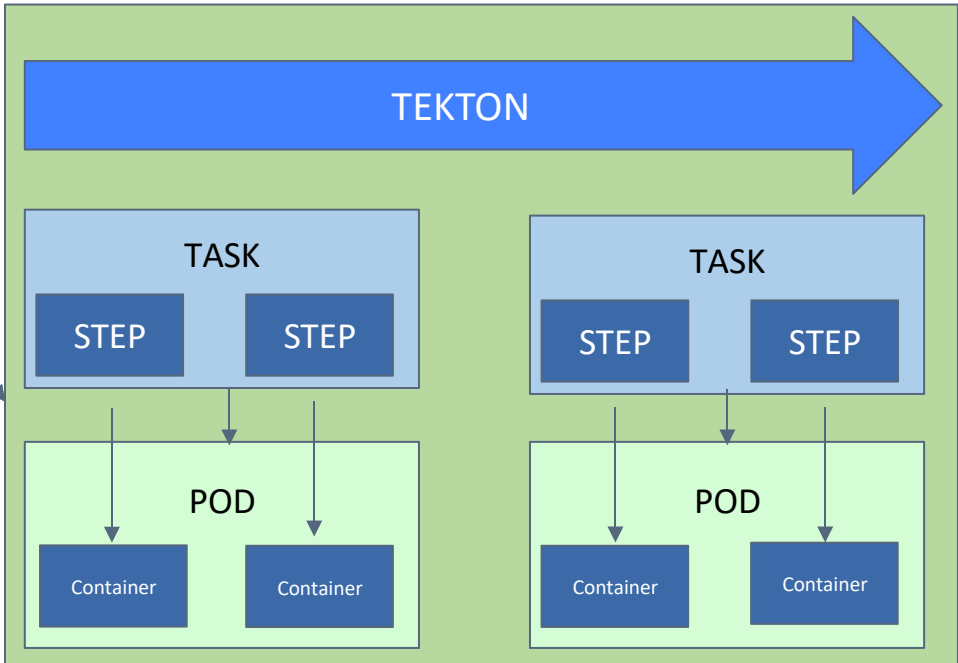 TEKTON
TASK
TASK
STEP
STEP
STEP
STEP
POD
POD
Container
Container
Container
Container